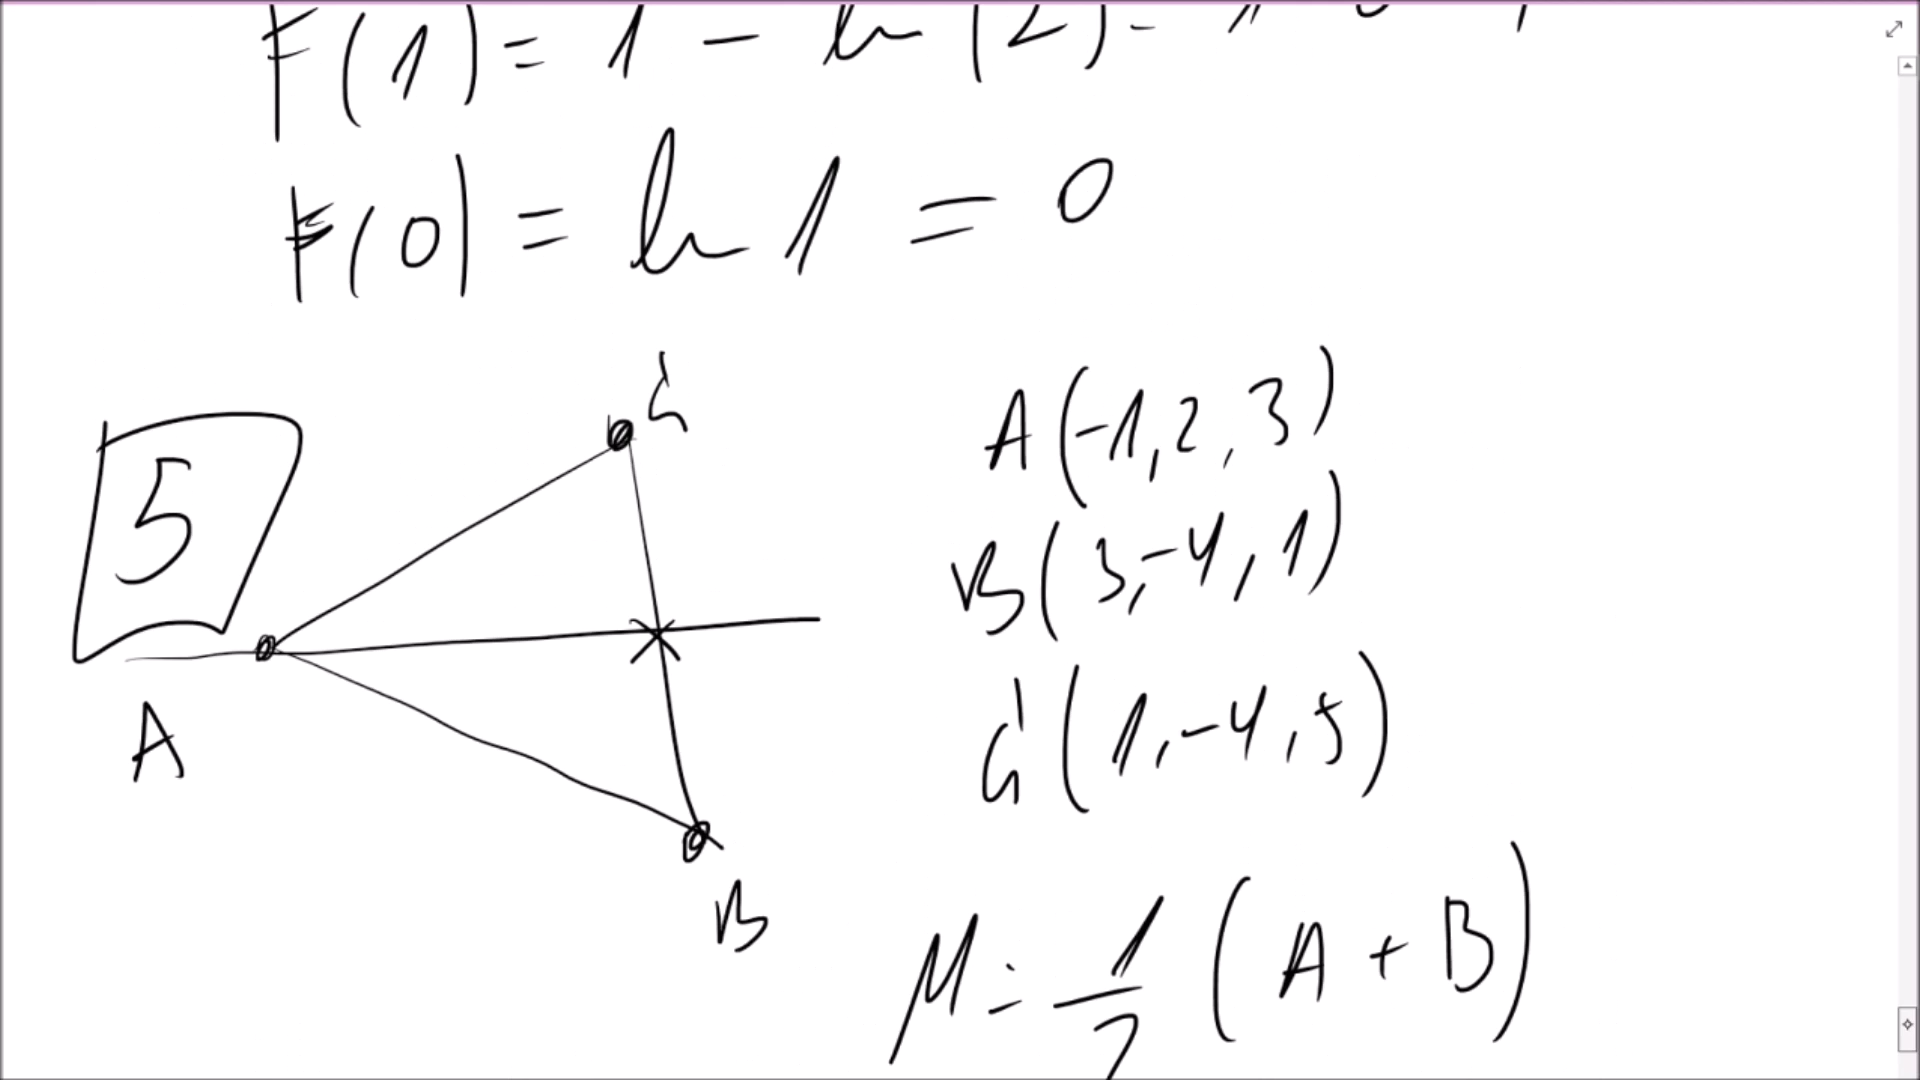 F(1) = 1 - ln(2) =
F(0) = ln 1 = 0
5
Ć
A(-1, 2, 3)
B(3, -4, 1)
Ć(1, -4, 5)
A
B
M = 1/2 (A + B)